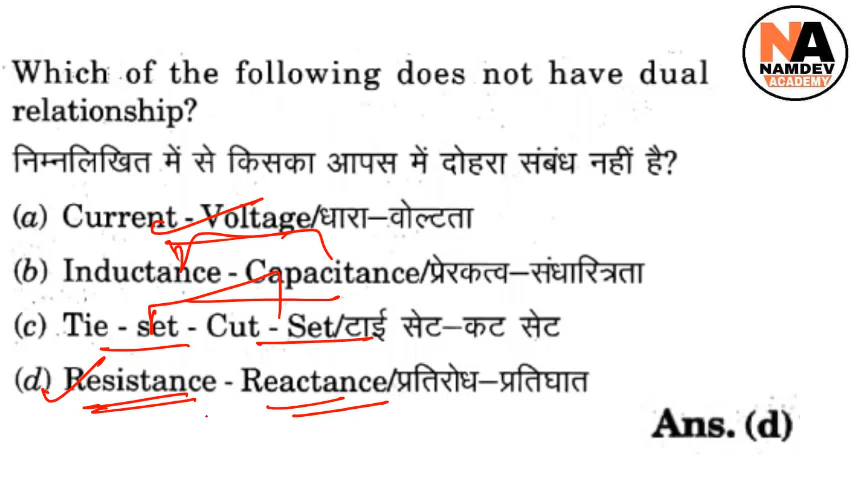 NA
NAMDEV
ACADEMY
Which of the following does not have dual
relationship?
निम्नलिखित में से किसका आपस में दोहरा संबंध नहीं है?
(a) Current - Voltage/धारा–वोल्टता
(b) Inductance - Capacitance/प्रेरकत्व–संधारित्रता
(c) Tie - set - Cut - Set/टाई सेट–कट सेट
(d) Resistance - Reactance/प्रतिरोध–प्रतिघात
Ans. (d)